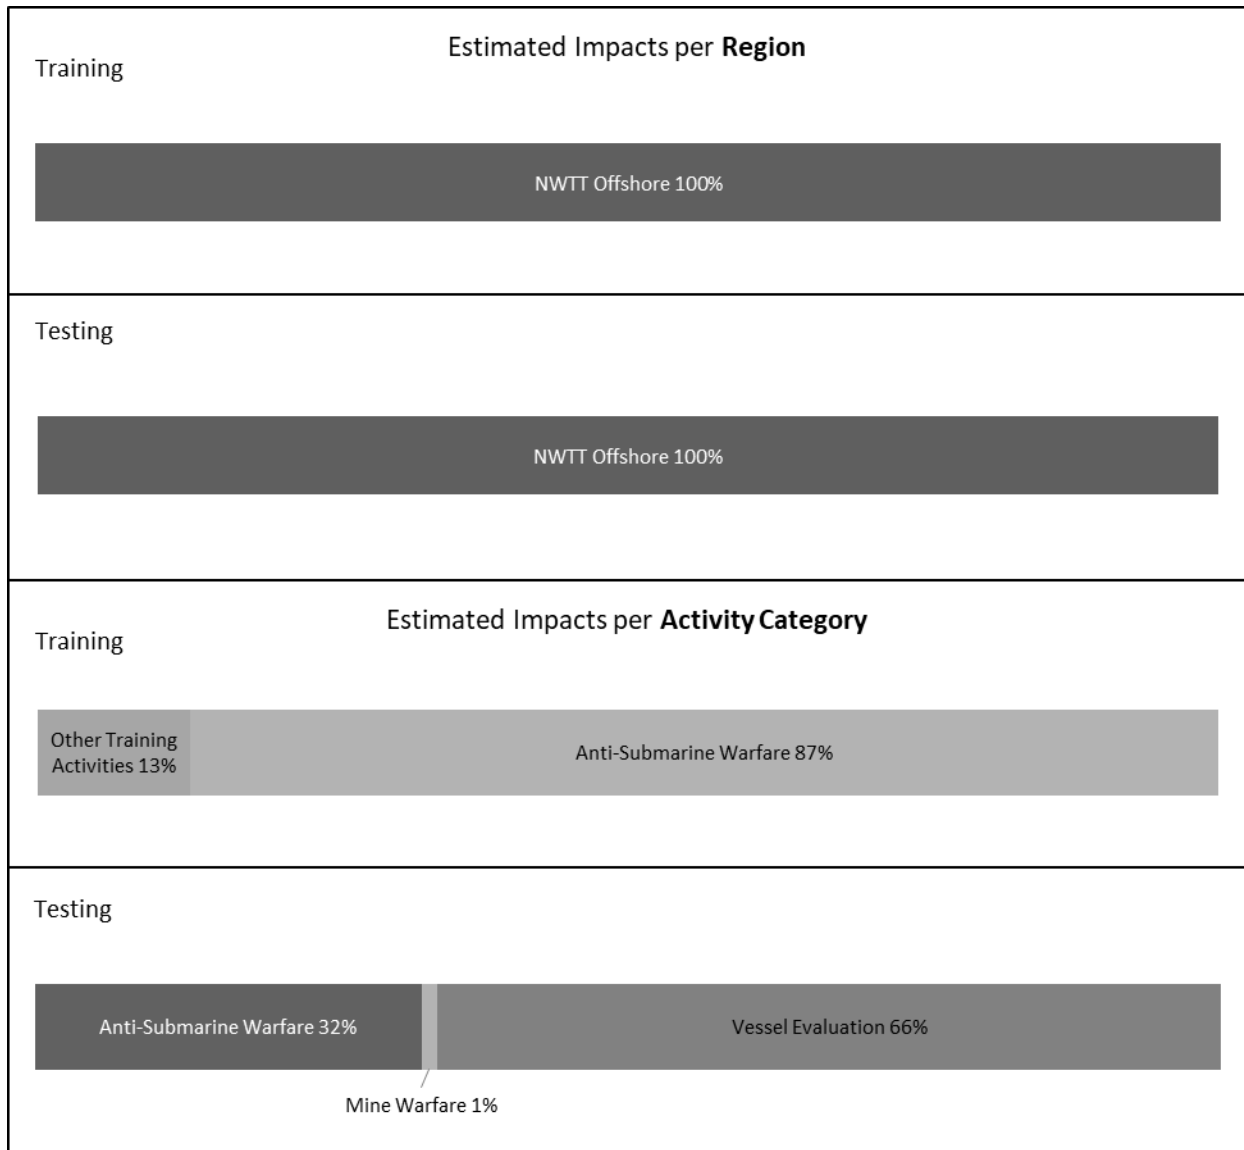 Estimated Impacts per Region
Training
NWTT Offshore 100%
Testing
NWTT Offshore 100%
Estimated Impacts per Activity Category
Training
Other Training
Activities 13%
Anti-Submarine Warfare 87%
Testing
Anti-Submarine Warfare 32%
Vessel Evaluation 66%
Mine Warfare 1%